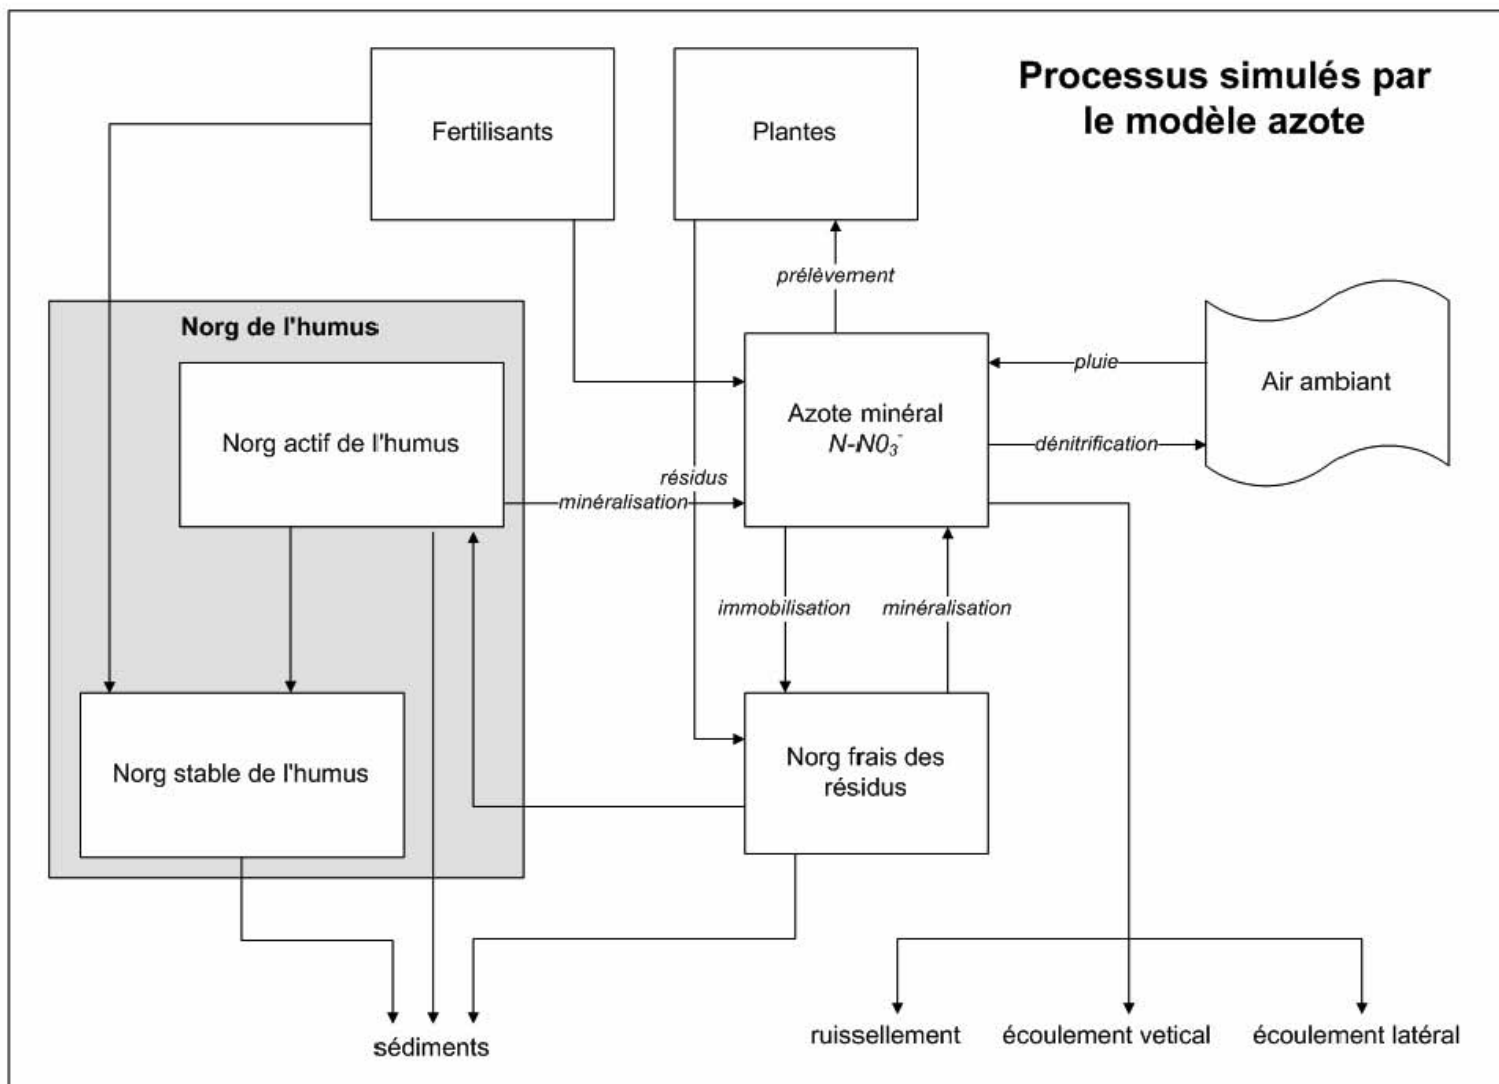 Processus simulés par
le modèle azote
Fertilisants
Plantes
prélèvement
Norg de l'humus
pluie
Air ambiant
Azote minéral
N-N0₃⁻
Norg actif de l'humus
dénitrification
résidus
minéralisation
immobilisation
minéralisation
Norg stable de l'humus
Norg frais des
résidus
sédiments
ruissellement
écoulement vetical
écoulement latéral